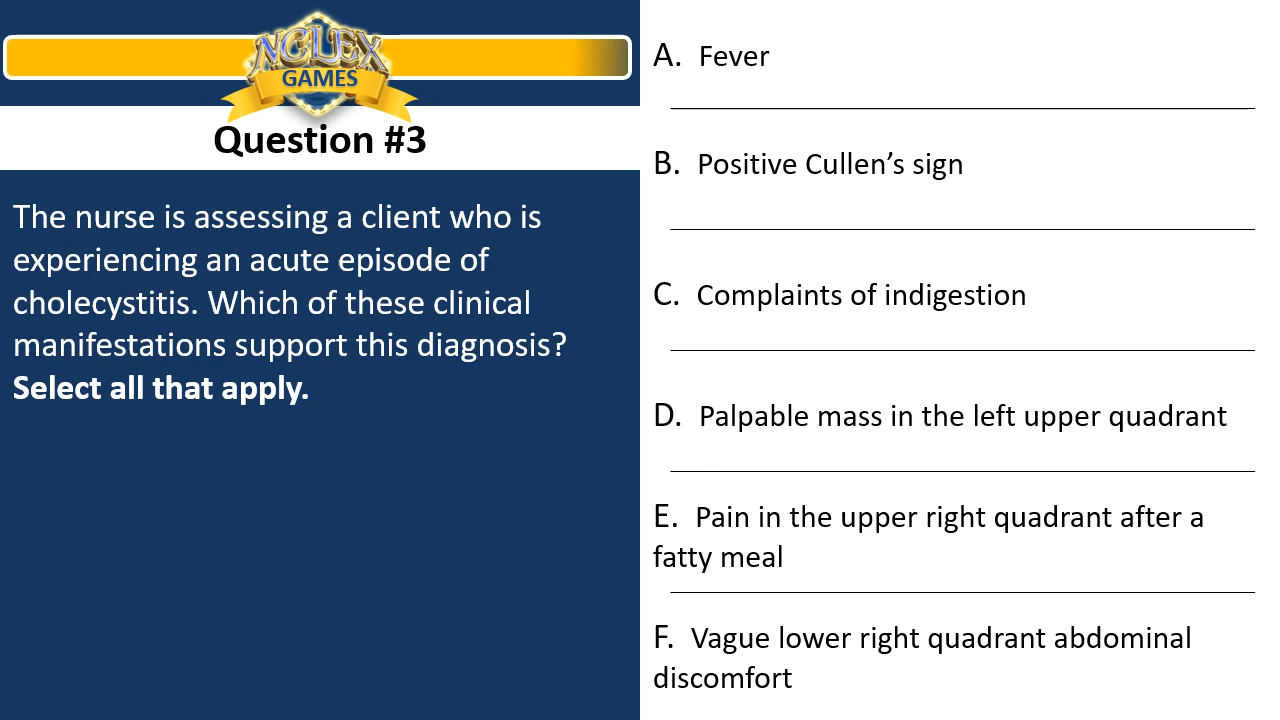 NCLEX
GAMES
Question #3
The nurse is assessing a client who is
experiencing an acute episode of
cholecystitis. Which of these clinical
manifestations support this diagnosis?
Select all that apply.
A. Fever
B. Positive Cullen’s sign
C. Complaints of indigestion
D. Palpable mass in the left upper quadrant
E. Pain in the upper right quadrant after a
fatty meal
F. Vague lower right quadrant abdominal
discomfort